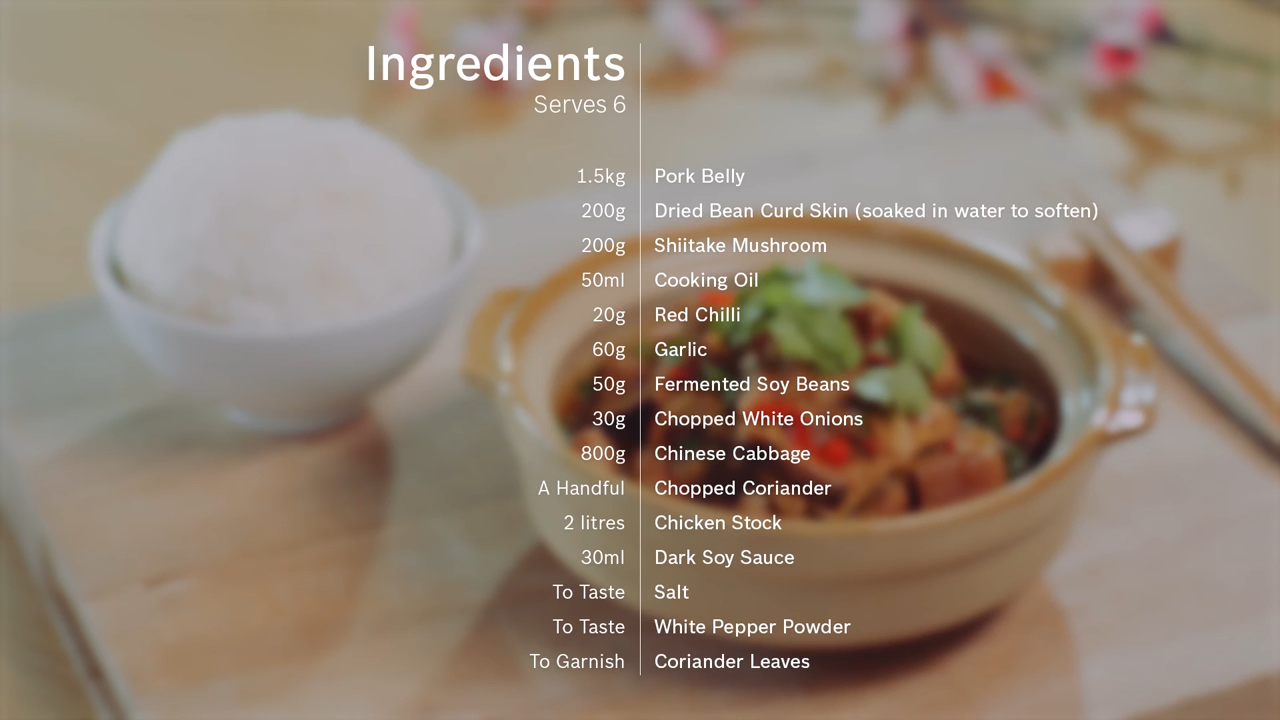 Ingredients
Serves 6
1.5kg Pork Belly
200g Dried Bean Curd Skin (soaked in water to soften)
200g Shiitake Mushroom
50ml Cooking Oil
20g Red Chilli
60g Garlic
50g Fermented Soy Beans
30g Chopped White Onions
800g Chinese Cabbage
A Handful Chopped Coriander
2 litres Chicken Stock
30ml Dark Soy Sauce
To Taste Salt
To Taste White Pepper Powder
To Garnish Coriander Leaves